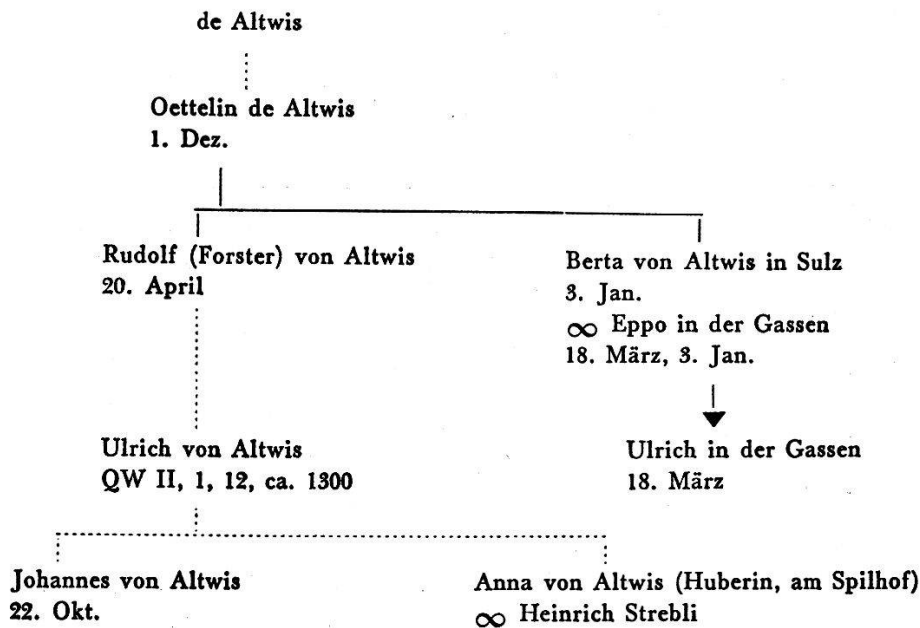 de Altwis
Oettelin de Altwis
1. Dez.
Rudolf (Forster) von Altwis
20. April
Berta von Altwis in Sulz
3. Jan.
∞ Eppo in der Gassen
18. März, 3. Jan.
Ulrich von Altwis
QW II, 1, 12, ca. 1300
Ulrich in der Gassen
18. März
Johannes von Altwis
22. Okt.
Anna von Altwis (Huberin, am Spilhof)
∞ Heinrich Strebli